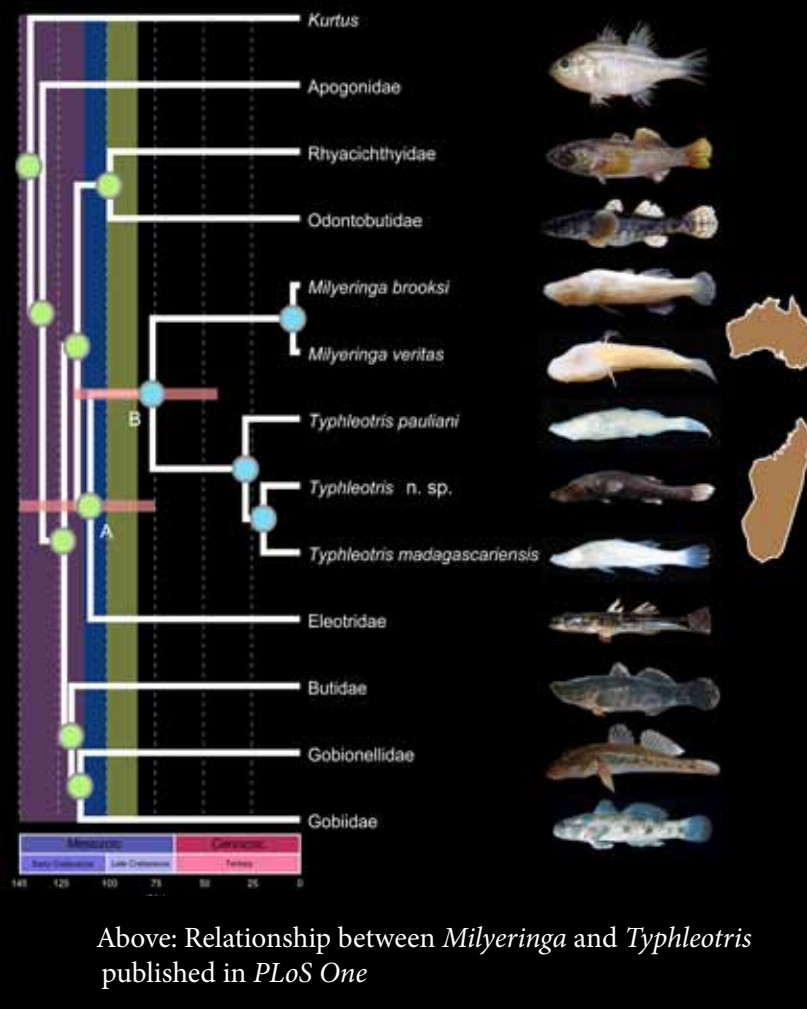 Kurtus
Apogonidae
Rhyacichthyidae
Odontobutidae
Milyeringa brooksi
Milyeringa veritas
B
Typhleotris pauliani
Typhleotris n. sp.
A
Typhleotris madagascariensis
Eleotridae
Butidae
Gobionellidae
Gobiidae
Mesozoic Cenozoic
Early Cretaceous Late Cretaceous Tertiary
145 125 100 75 50 25 0
Above: Relationship between Milyeringa and Typhleotris
published in PLoS One